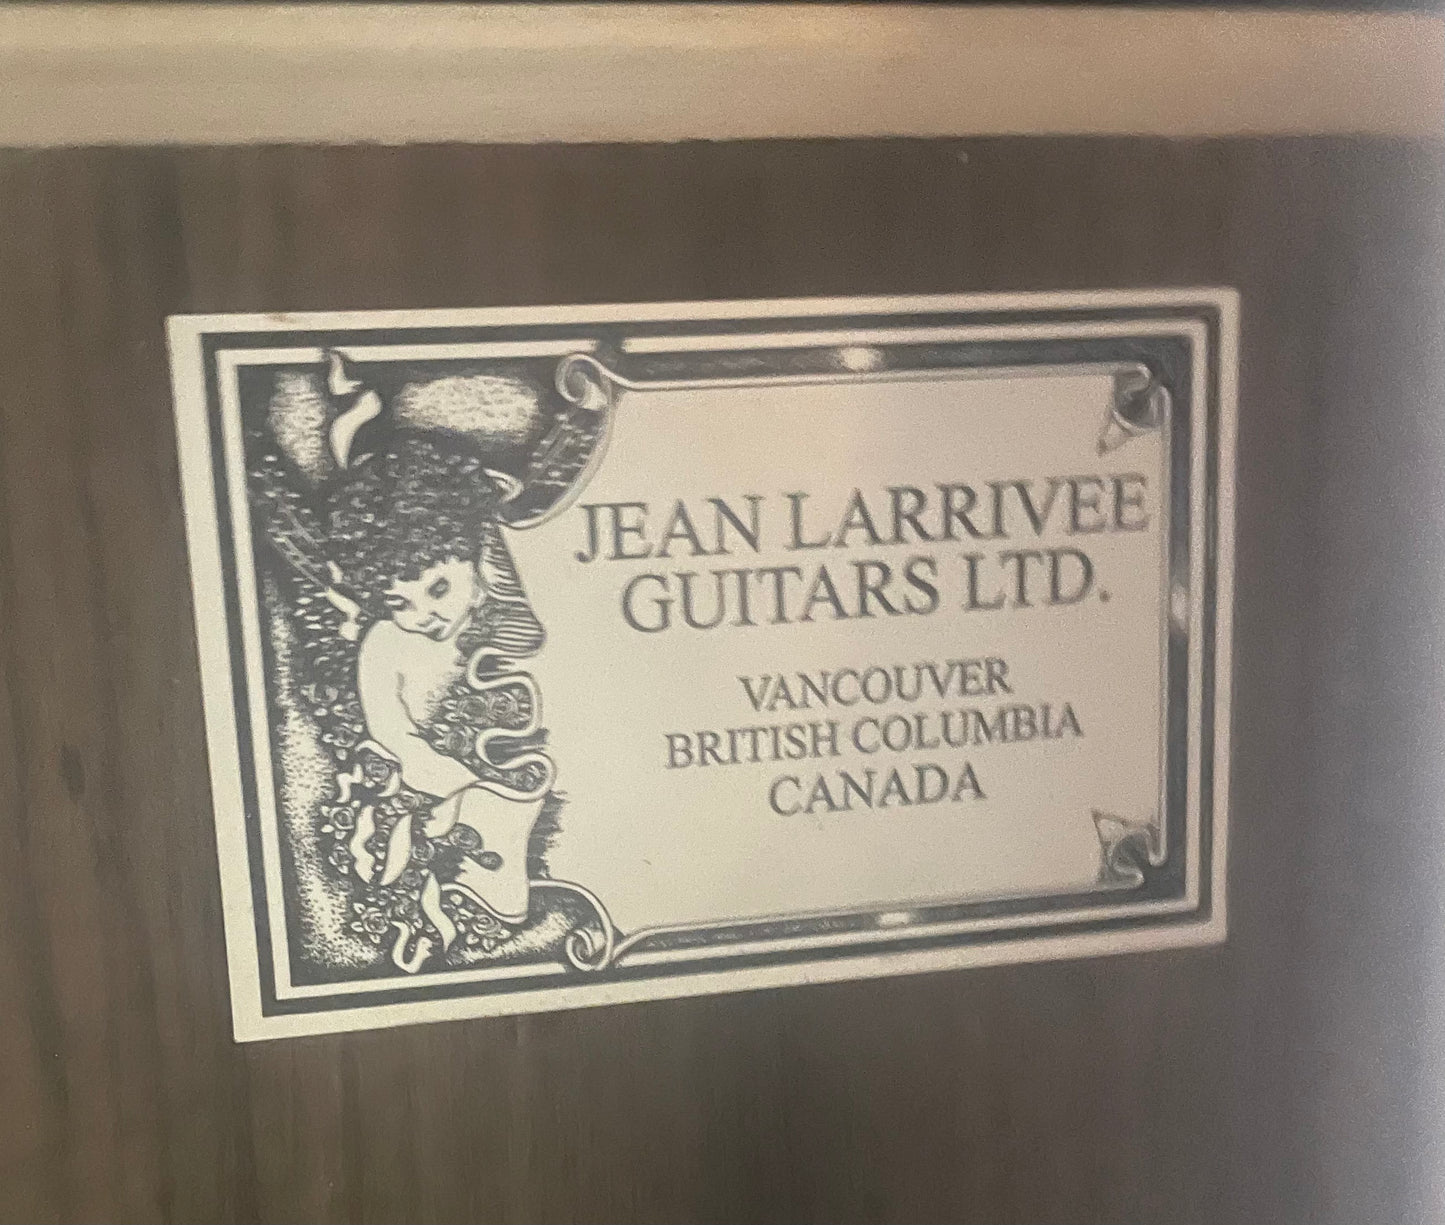 JEAN LARRIVEE
GUITARS LTD.
VANCOUVER
BRITISH COLUMBIA
CANADA